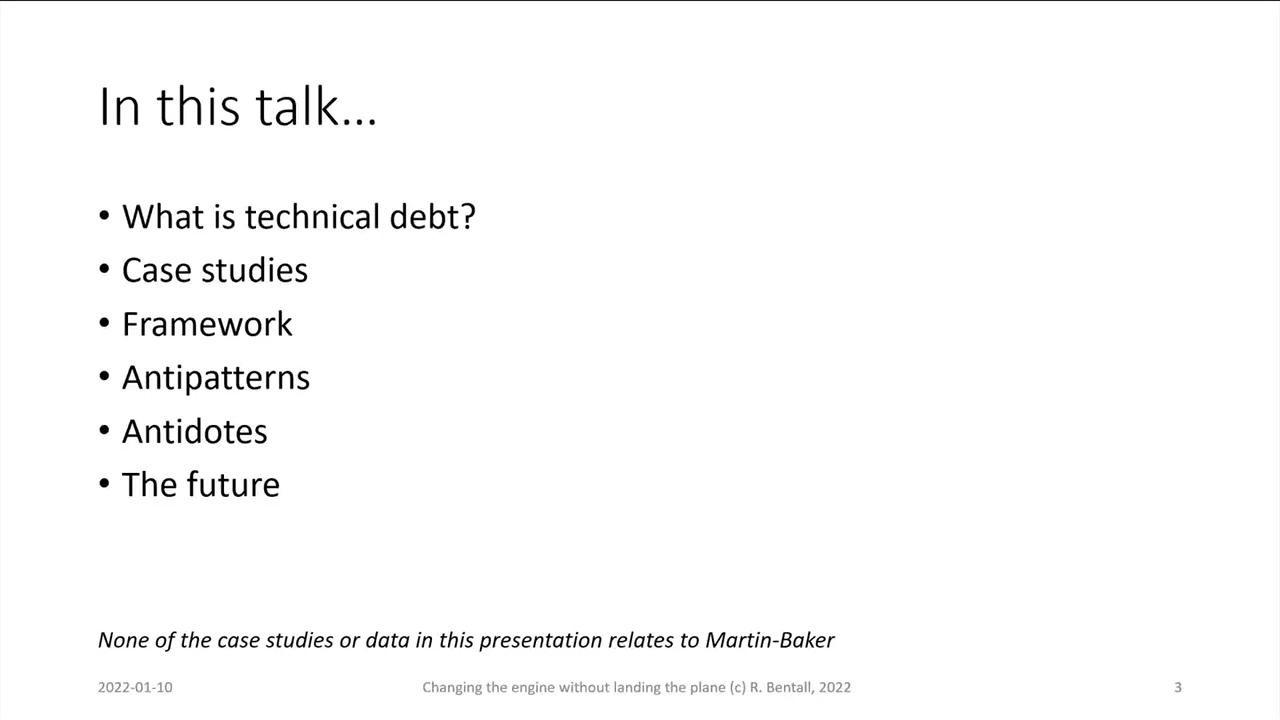 In this talk...
• What is technical debt?
• Case studies
• Framework
• Antipatterns
• Antidotes
• The future
None of the case studies or data in this presentation relates to Martin-Baker
2022-01-10
Changing the engine without landing the plane (c) R. Bentall, 2022
3